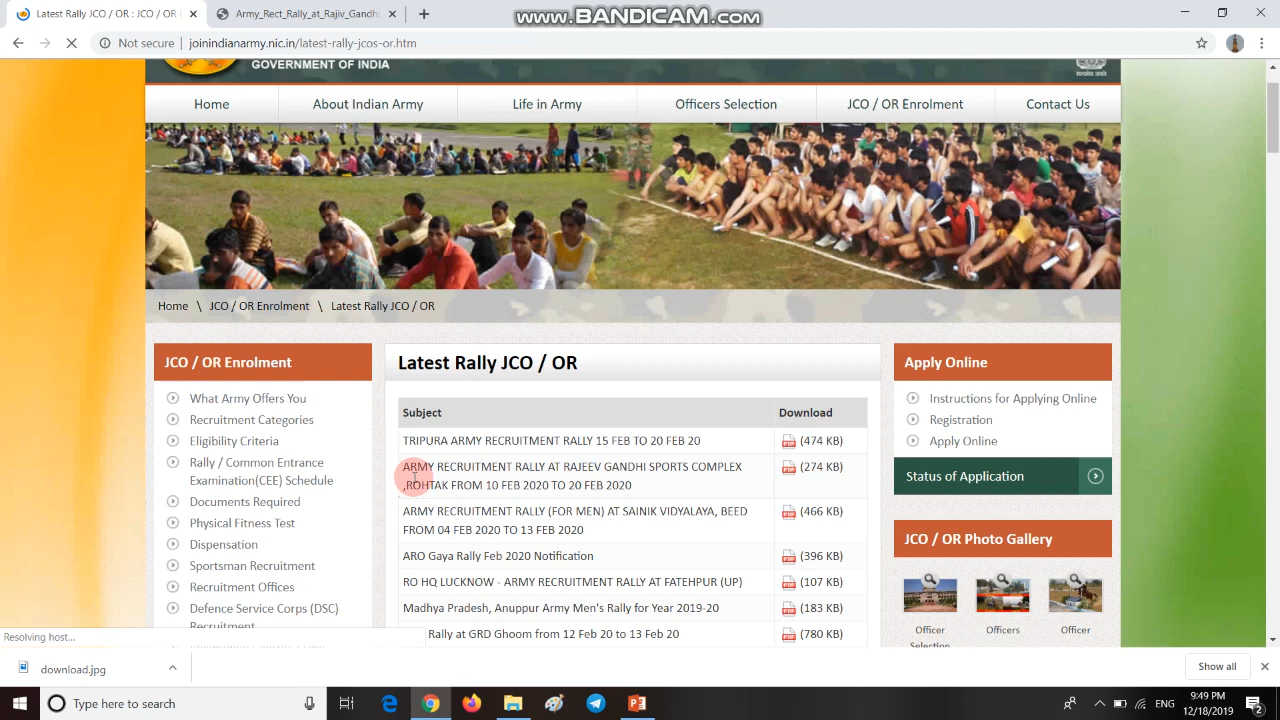 JCO / OR Latest Rally JCO / OR : JCO / OR
Army_Rect_Rally_at_Rajiv_Gandhi
www.BANDICAM.com
Not secure
joinindianarmy.nic.in/latest-rally-jcos-or.htm
GOVERNMENT OF INDIA
Home
About Indian Army
Life in Army
Officers Selection
JCO / OR Enrolment
Contact Us
Home \ JCO / OR Enrolment \ Latest Rally JCO / OR
JCO / OR Enrolment
What Army Offers You
Recruitment Categories
Eligibility Criteria
Rally / Common Entrance
Examination(CEE) Schedule
Documents Required
Physical Fitness Test
Dispensation
Sportsman Recruitment
Recruitment Offices
Defence Service Corps (DSC)
Recruitment
Latest Rally JCO / OR
Subject Download
TRIPURA ARMY RECRUITMENT RALLY 15 FEB TO 20 FEB 20 (474 KB)
ARMY RECRUITMENT RALLY AT RAJEEV GANDHI SPORTS COMPLEX (274 KB)
,ROHTAK FROM 10 FEB 2020 TO 20 FEB 2020
ARMY RECRUITMENT RALLY (FOR MEN) AT SAINIK VIDYALAYA, BEED (466 KB)
FROM 04 FEB 2020 TO 13 FEB 2020
ARO Gaya Rally Feb 2020 Notification (396 KB)
RO HQ LUCKNOW - ARMY RECRUITMENT RALLY AT FATEHPUR (UP) (107 KB)
Madhya Pradesh, Anuppur Army Men's Rally for Year 2019-20 (183 KB)
Rally at GRD Ghoom from 12 Feb 20 to 13 Feb 20 (780 KB)
Apply Online
Instructions for Applying Online
Registration
Apply Online
Status of Application
JCO / OR Photo Gallery
Officer Officers Officer
Selection
Resolving host...
download.jpg
Show all
Type here to search
ENG
9:49 PM
12/18/2019
2